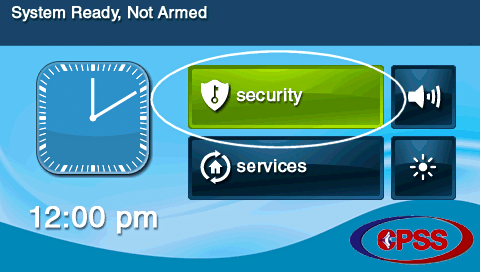 System Ready, Not Armed
security
services
12:00 pm
CPSS